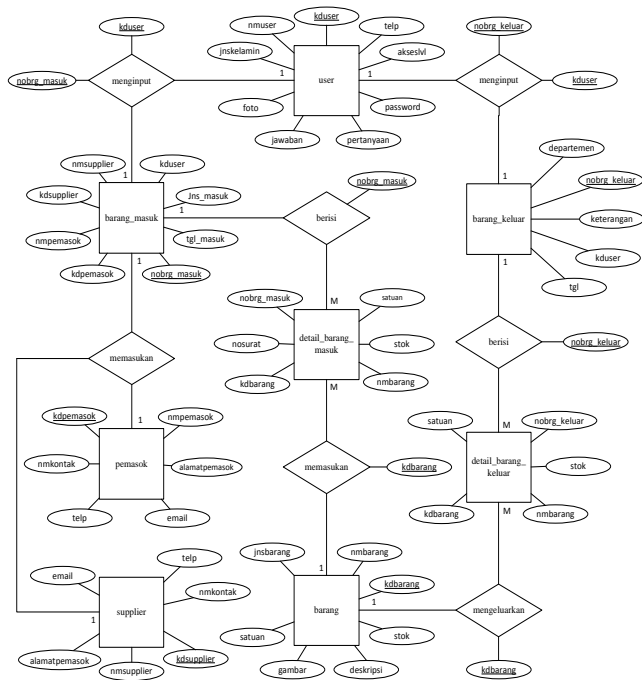 kduser
nobrg_masuk
menginput
1
nmuser
kduser
telp
jnskelamin
akseslvl
user
foto
password
jawaban
pertanyaan
1
nobrg_keluar
menginput
kduser
1
nmsupplier
kduser
kdsupplier
Jns_masuk
barang_masuk
1
nmpemasok
tgl_masuk
kdpemasok
nobrg_masuk
1
nobrg_masuk
berisi
M
departemen
1
nobrg_keluar
barang_keluar
keterangan
kduser
1
tgl
nobrg_masuk
satuan
nosurat
detail_barang_
masuk
stok
kdbarang
nmbarang
M
berisi
nobrg_keluar
M
memasukan
1
kdpemasok
nmpemasok
nmkontak
pemasok
alamatpemasok
telp
email
memasukan
kdbarang
1
satuan
nobrg_keluar
detail_barang_
keluar
stok
kdbarang
nmbarang
M
email
telp
supplier
nmkontak
1
alamatpemasok
nmsupplier
kdsupplier
jnsbarang
nmbarang
kdbarang
barang
1
satuan
stok
gambar
deskripsi
mengeluarkan
kdbarang